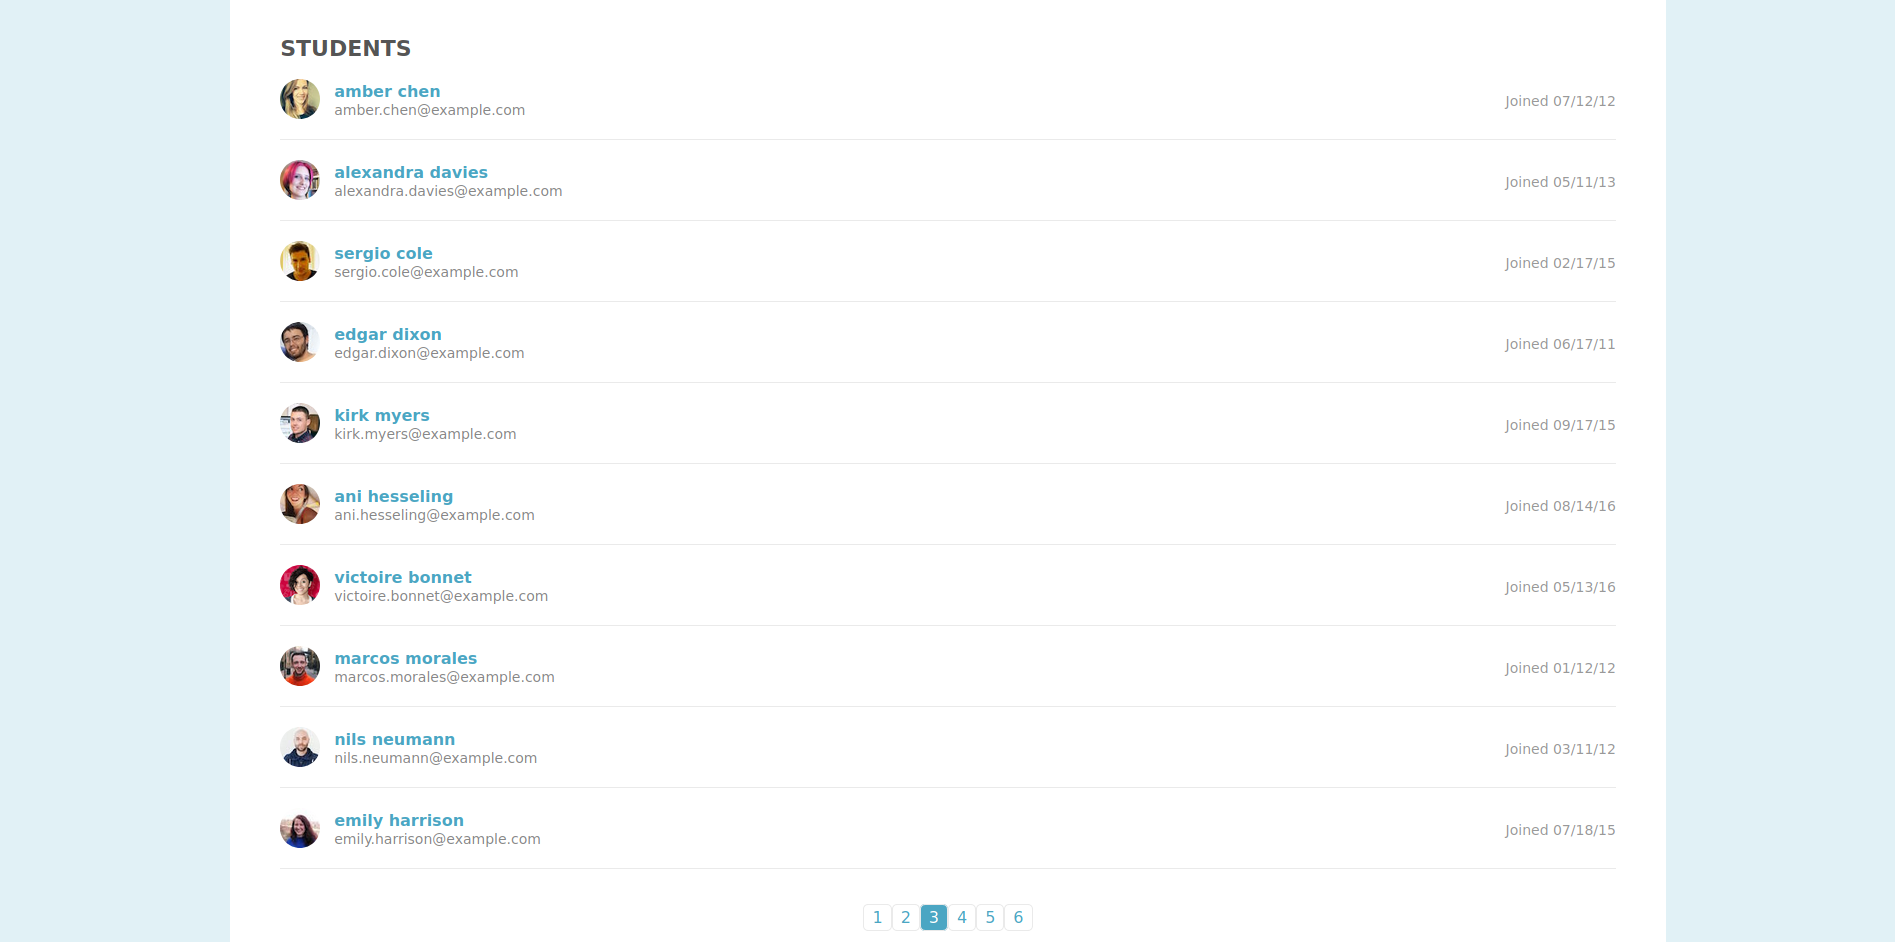 STUDENTS
amber chen
amber.chen@example.com
Joined 07/12/12
alexandra davies
alexandra.davies@example.com
Joined 05/11/13
sergio cole
sergio.cole@example.com
Joined 02/17/15
edgar dixon
edgar.dixon@example.com
Joined 06/17/11
kirk myers
kirk.myers@example.com
Joined 09/17/15
ani hesseling
ani.hesseling@example.com
Joined 08/14/16
victoire bonnet
victoire.bonnet@example.com
Joined 05/13/16
marcos morales
marcos.morales@example.com
Joined 01/12/12
nils neumann
nils.neumann@example.com
Joined 03/11/12
emily harrison
emily.harrison@example.com
Joined 07/18/15
1 2 3 4 5 6